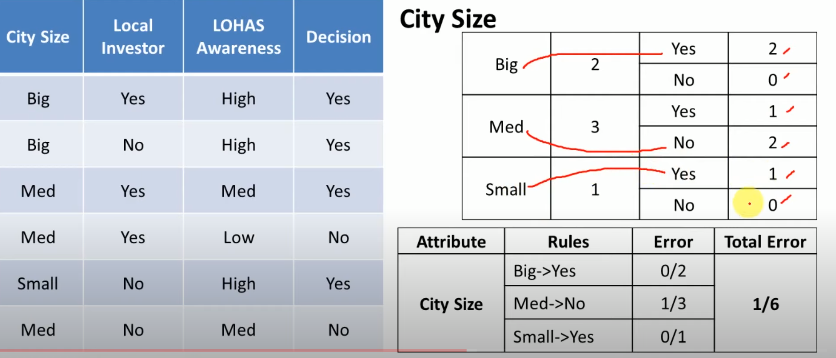 City Size Local Investor LOHAS Awareness Decision
Big Yes High Yes
Big No High Yes
Med Yes Med Yes
Med Yes Low No
Small No High Yes
Med No Med No
City Size
Big 2 Yes 2
No 0
Med 3 Yes 1
No 2
Small 1 Yes 1
No 0
Attribute Rules Error Total Error
City Size Big->Yes 0/2 1/6
Med->No 1/3
Small->Yes 0/1